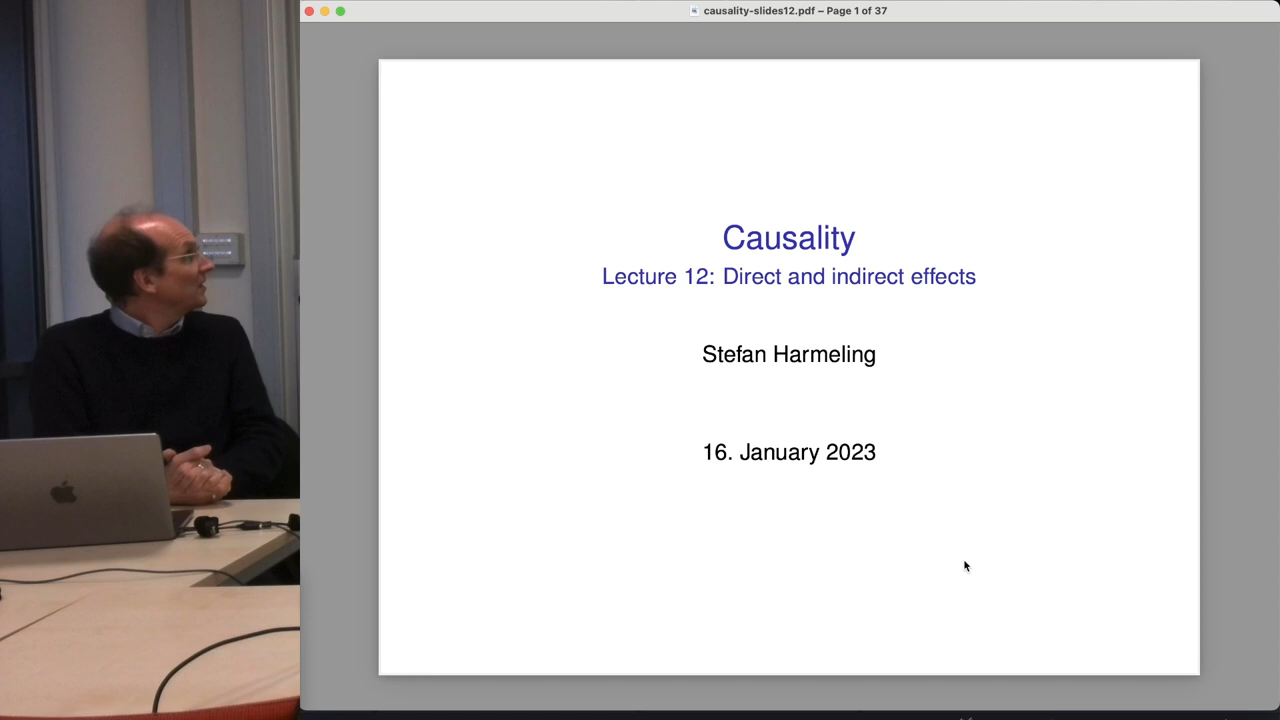 causality-slides12.pdf – Page 1 of 37
Causality
Lecture 12: Direct and indirect effects
Stefan Harmeling
16. January 2023